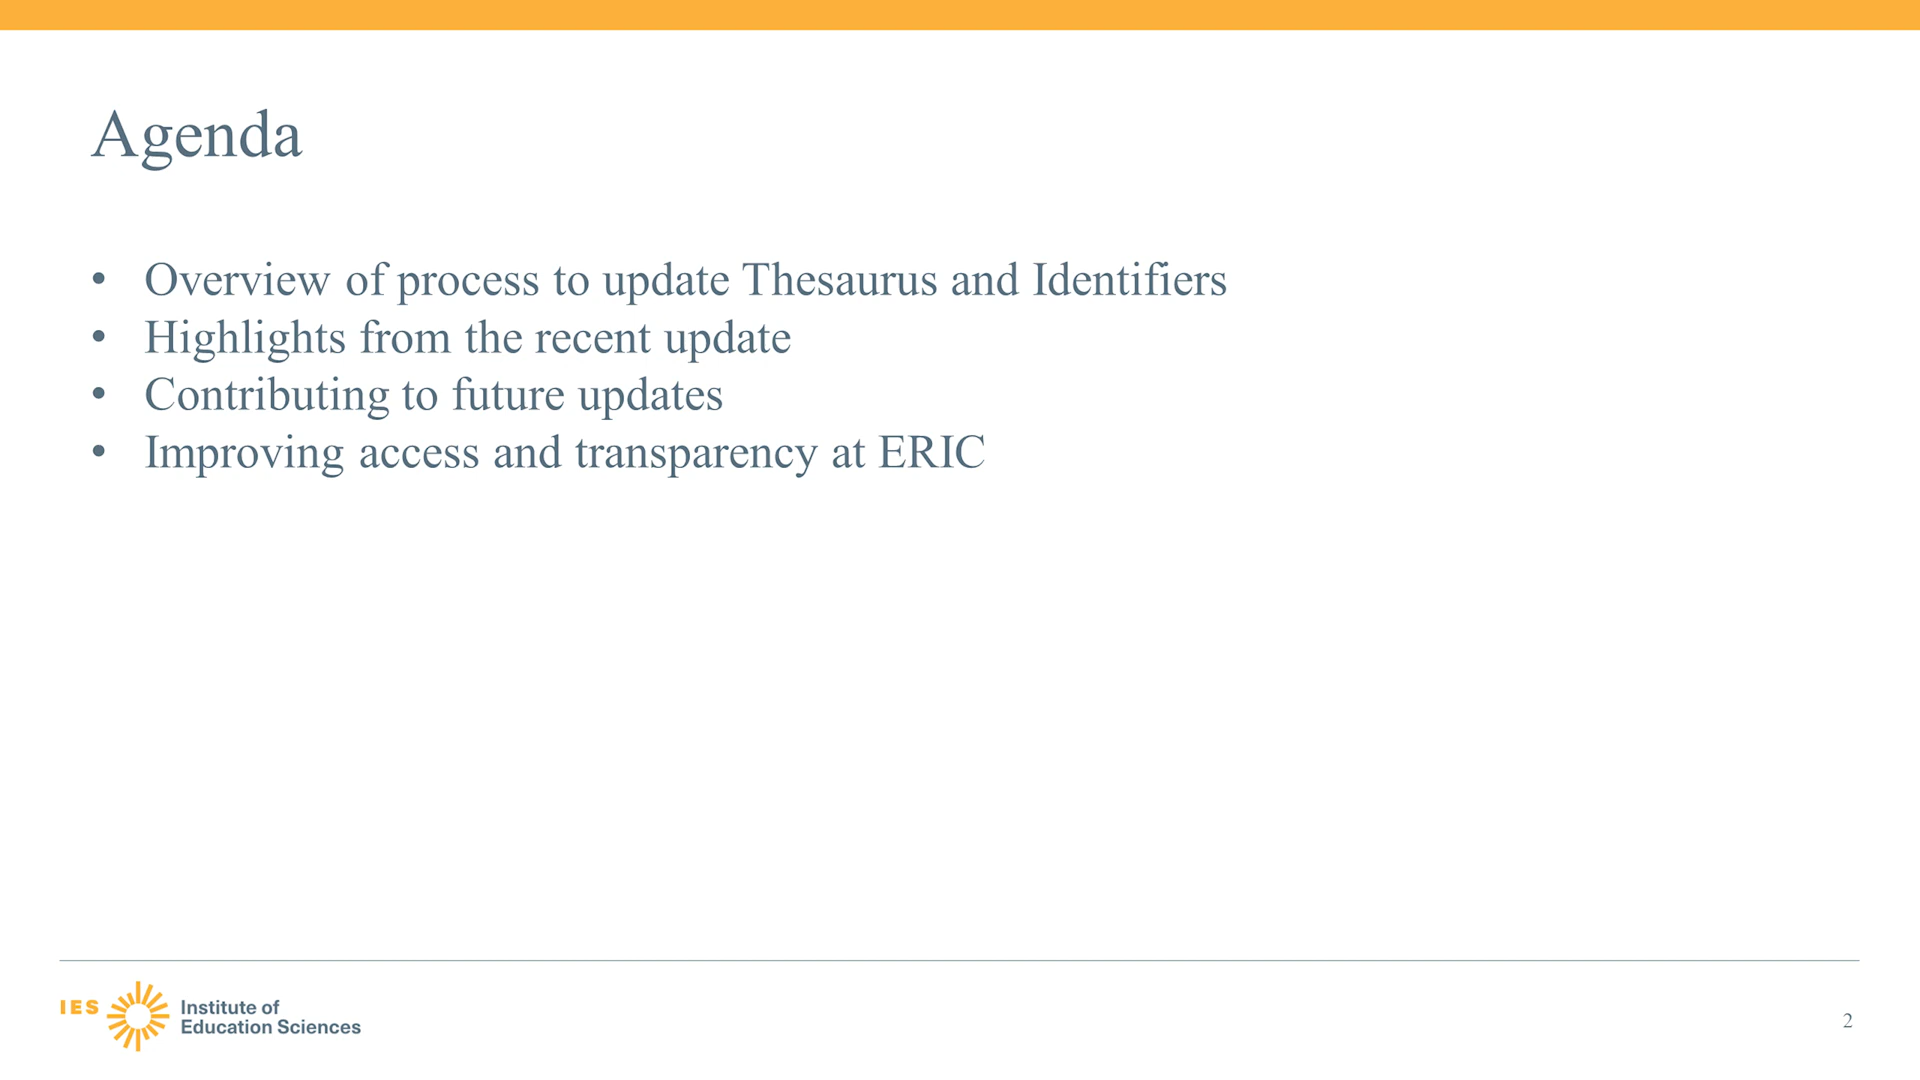 Agenda
• Overview of process to update Thesaurus and Identifiers
• Highlights from the recent update
• Contributing to future updates
• Improving access and transparency at ERIC
IES Institute of
Education Sciences
2